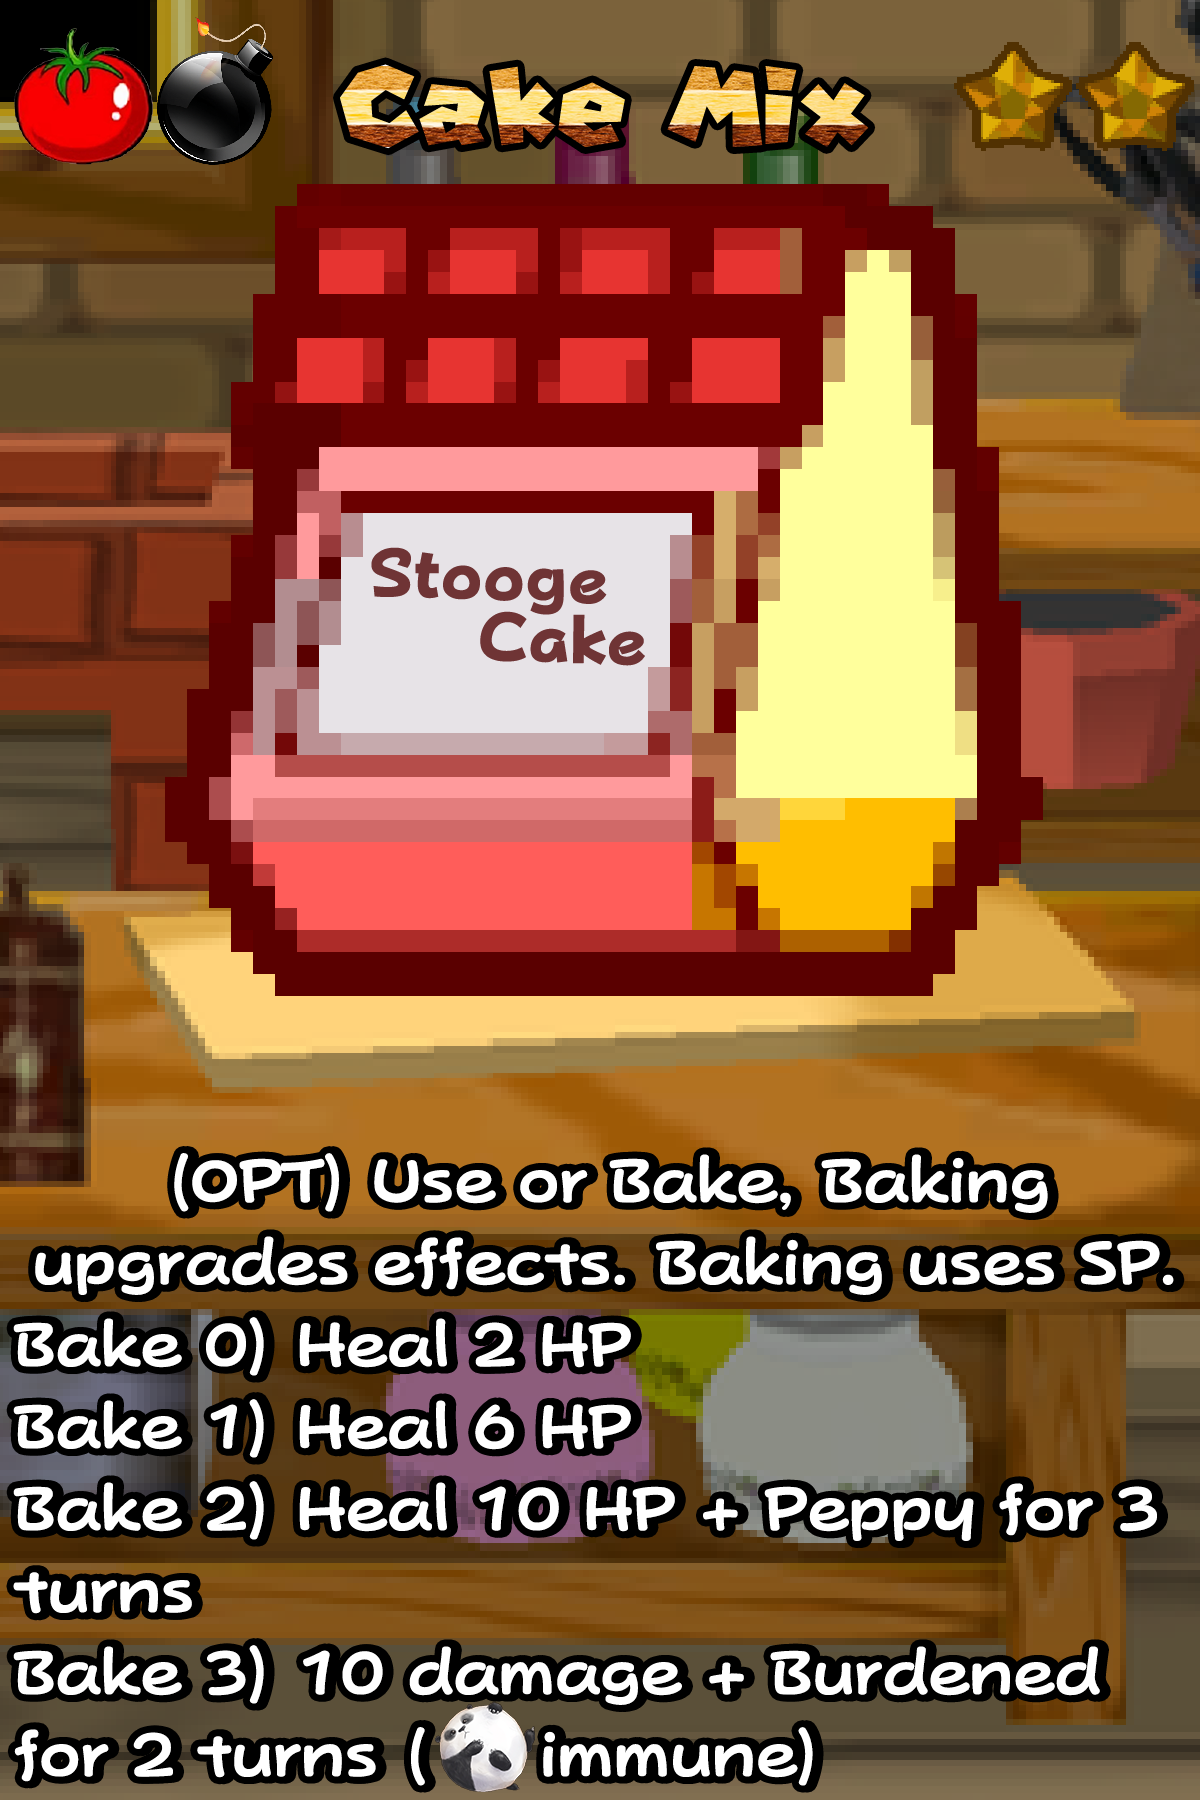 Cake Mix
Stooge
Cake
(OPT) Use or Bake, Baking
upgrades effects. Baking uses SP.
Bake 0) Heal 2 HP
Bake 1) Heal 6 HP
Bake 2) Heal 10 HP + Peppy for 3
turns
Bake 3) 10 damage + Burdened
for 2 turns ( immune)